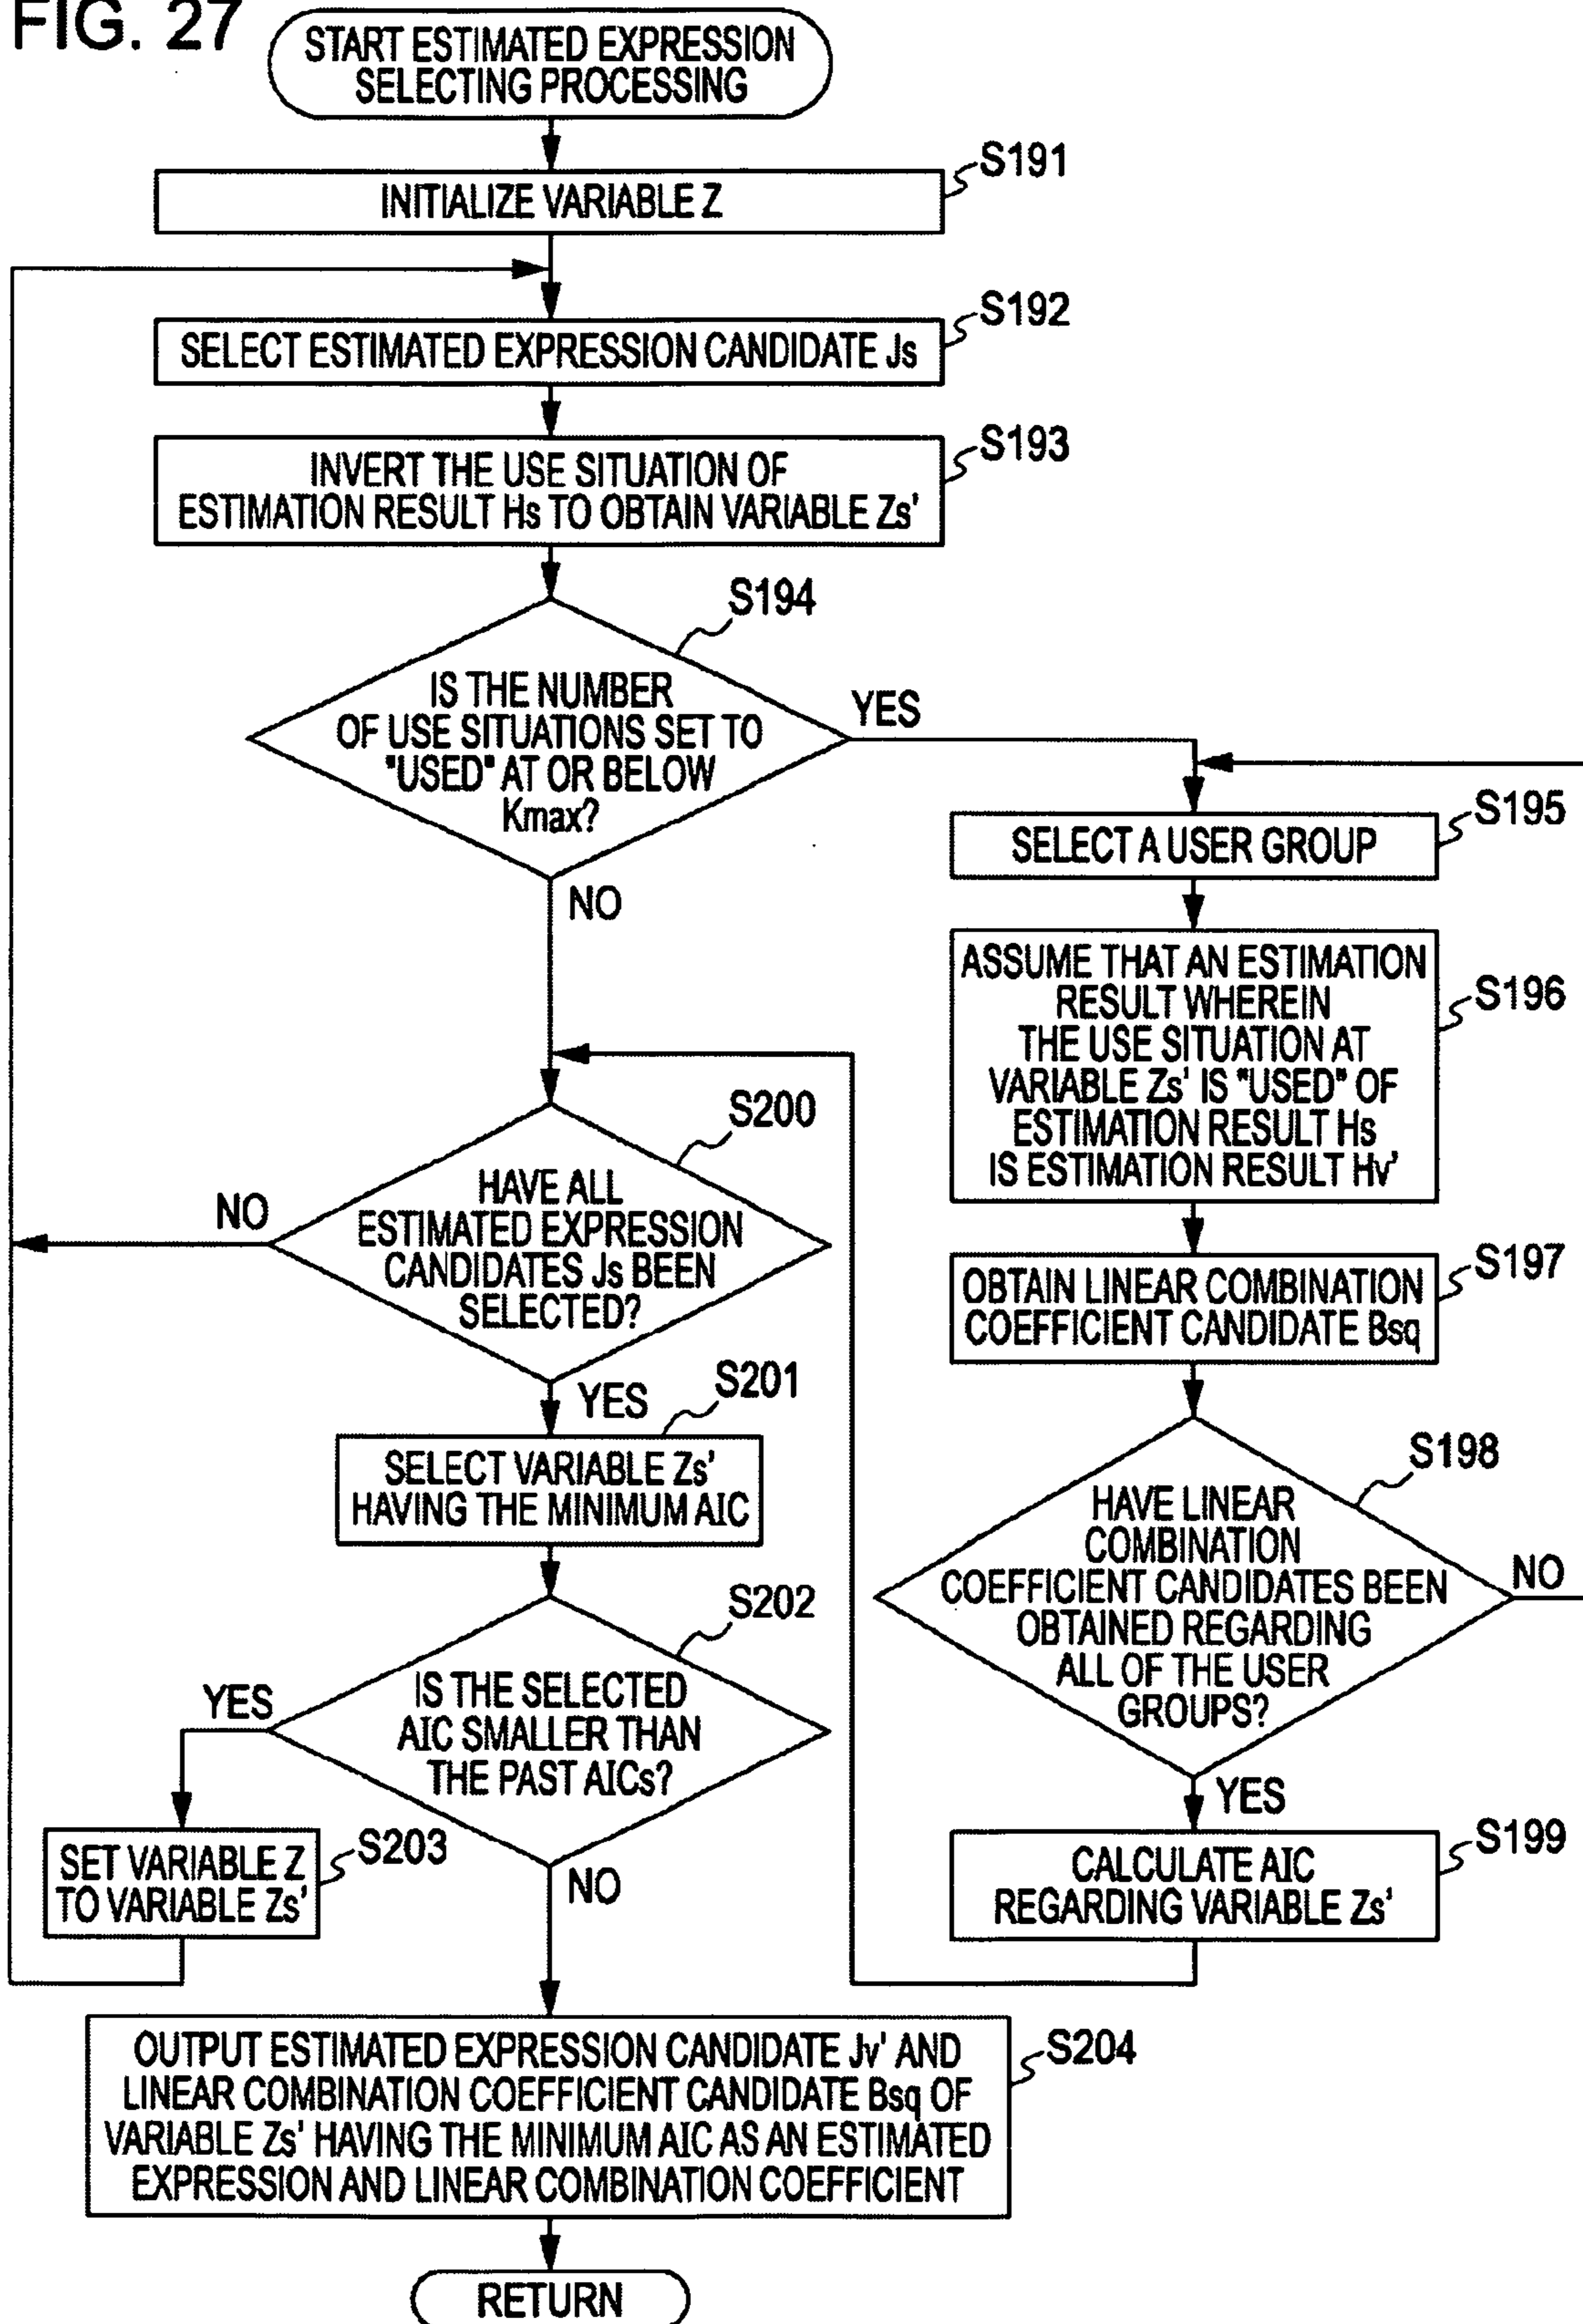 FIG. 27
START ESTIMATED EXPRESSION
SELECTING PROCESSING
S191
INITIALIZE VARIABLE Z
S192
SELECT ESTIMATED EXPRESSION CANDIDATE Js
S193
INVERT THE USE SITUATION OF
ESTIMATION RESULT Hs TO OBTAIN VARIABLE Zs'
S194
IS THE NUMBER
OF USE SITUATIONS SET TO
"USED" AT OR BELOW
Kmax?
YES
NO
S195
SELECT A USER GROUP
S196
ASSUME THAT AN ESTIMATION
RESULT WHEREIN
THE USE SITUATION AT
VARIABLE Zs' IS "USED" OF
ESTIMATION RESULT Hs
IS ESTIMATION RESULT Hv'
S197
OBTAIN LINEAR COMBINATION
COEFFICIENT CANDIDATE Bsq
S198
HAVE LINEAR
COMBINATION
COEFFICIENT CANDIDATES BEEN
OBTAINED REGARDING
ALL OF THE USER
GROUPS?
NO
YES
S199
CALCULATE AIC
REGARDING VARIABLE Zs'
S200
HAVE ALL
ESTIMATED EXPRESSION
CANDIDATES Js BEEN
SELECTED?
NO
YES
S201
SELECT VARIABLE Zs'
HAVING THE MINIMUM AIC
S202
IS THE SELECTED
AIC SMALLER THAN
THE PAST AICs?
YES
NO
S203
SET VARIABLE Z
TO VARIABLE Zs'
S204
OUTPUT ESTIMATED EXPRESSION CANDIDATE Jv' AND
LINEAR COMBINATION COEFFICIENT CANDIDATE Bsq OF
VARIABLE Zs' HAVING THE MINIMUM AIC AS AN ESTIMATED
EXPRESSION AND LINEAR COMBINATION COEFFICIENT
RETURN